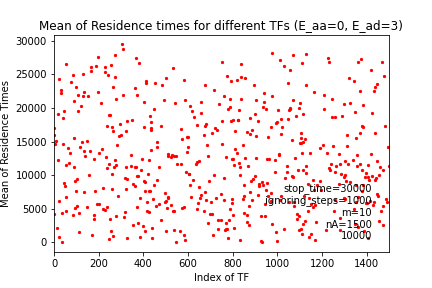 Mean of Residence times for different TFs (E_aa=0, E_ad=3)
Mean of Residence Times
30000
25000
20000
15000
10000
5000
0
stop_time=30000
ignoring_steps=1000
m=10
nA=1500
10000
0 200 400 600 800 1000 1200 1400
Index of TF